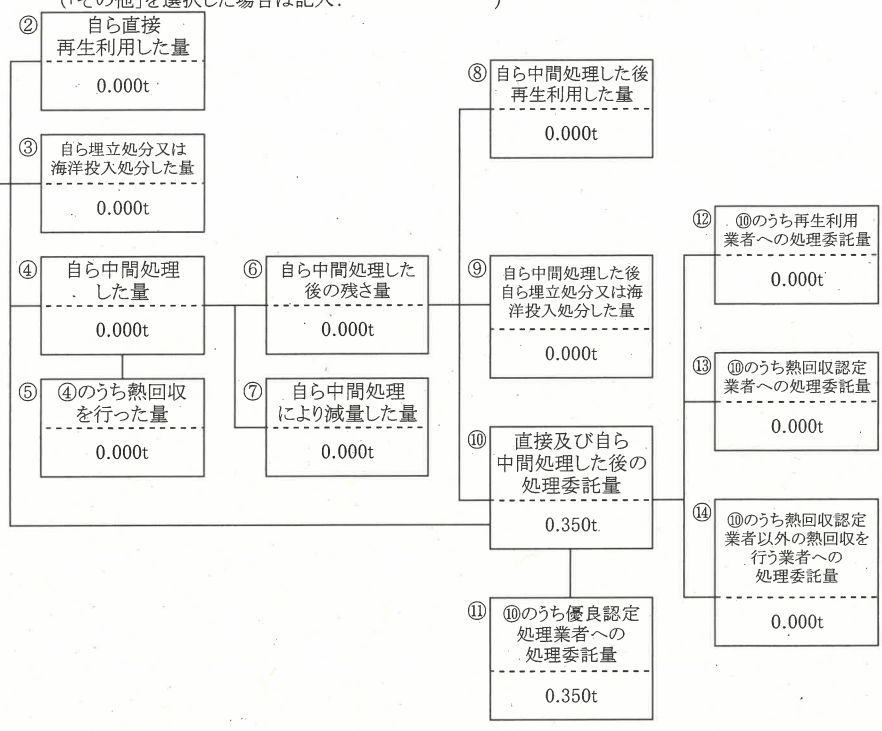 (「その他」を選択した場合は記入:　　　　　　)
②
自ら直接
再生利用した量
0.000t
③
自ら埋立処分又は
海洋投入処分した量
0.000t
④
自ら中間処理
した量
0.000t
⑤
④のうち熱回収
を行った量
0.000t
⑥
自ら中間処理した
後の残さ量
0.000t
⑦
自ら中間処理
により減量した量
0.000t
⑧
自ら中間処理した後
再生利用した量
0.000t
⑨
自ら中間処理した後
自ら埋立処分又は海
洋投入処分した量
0.000t
⑩
直接及び自ら
中間処理した後の
処理委託量
0.350t
⑪
⑩のうち優良認定
処理業者への
処理委託量
0.350t
⑫
⑩のうち再生利用
業者への処理委託量
0.000t
⑬
⑩のうち熱回収認定
業者への処理委託量
0.000t
⑭
⑩のうち熱回収認定
業者以外の熱回収を
行う業者への
処理委託量
0.000t